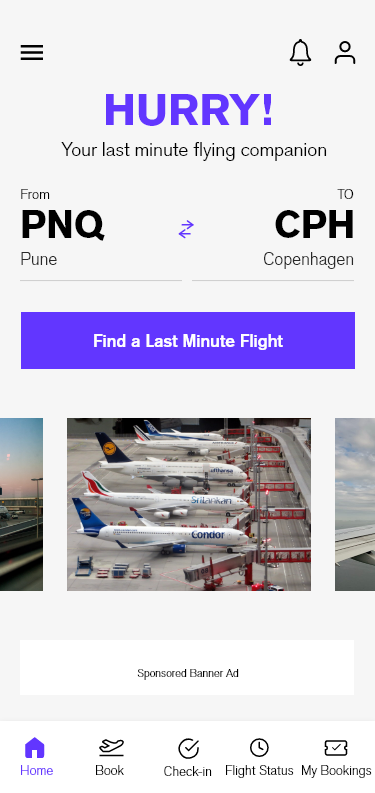 HURRY!
Your last minute flying companion
From
TO
PNQ
CPH
Pune
Copenhagen
Find a Last Minute Flight
Lufthansa
SriLankan
Condor
Sponsored Banner Ad
Home
Book
Check-in
Flight Status
My Bookings